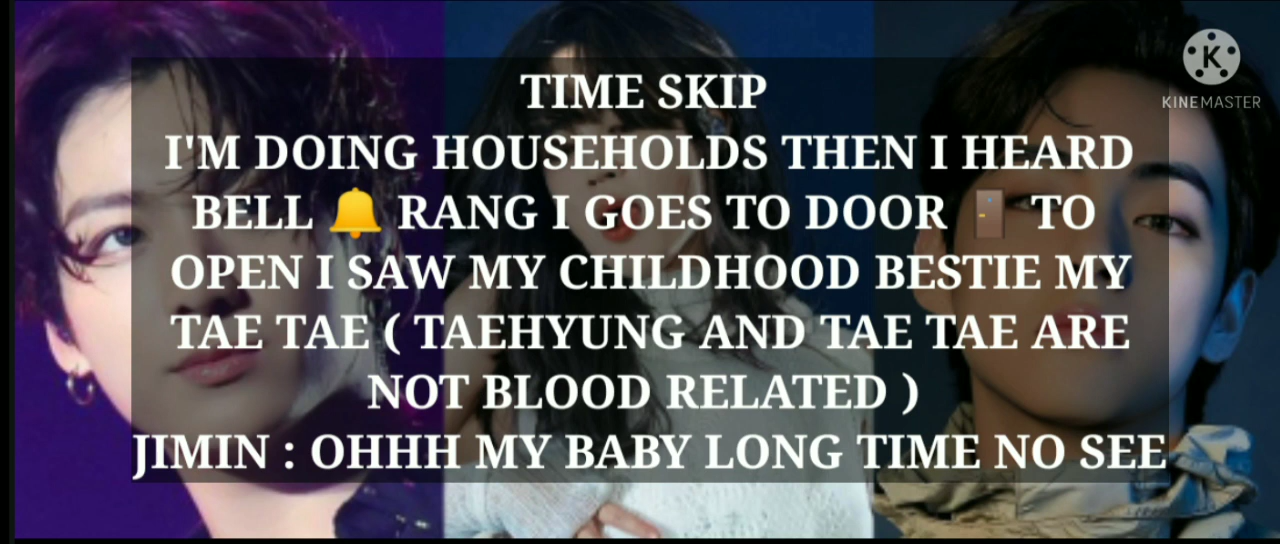 TIME SKIP
I'M DOING HOUSEHOLDS THEN I HEARD
BELL 🔔 RANG I GOES TO DOOR 🚪 TO
OPEN I SAW MY CHILDHOOD BESTIE MY
TAE TAE ( TAEHYUNG AND TAE TAE ARE
NOT BLOOD RELATED )
JIMIN : OHHH MY BABY LONG TIME NO SEE
K
KINEMASTER